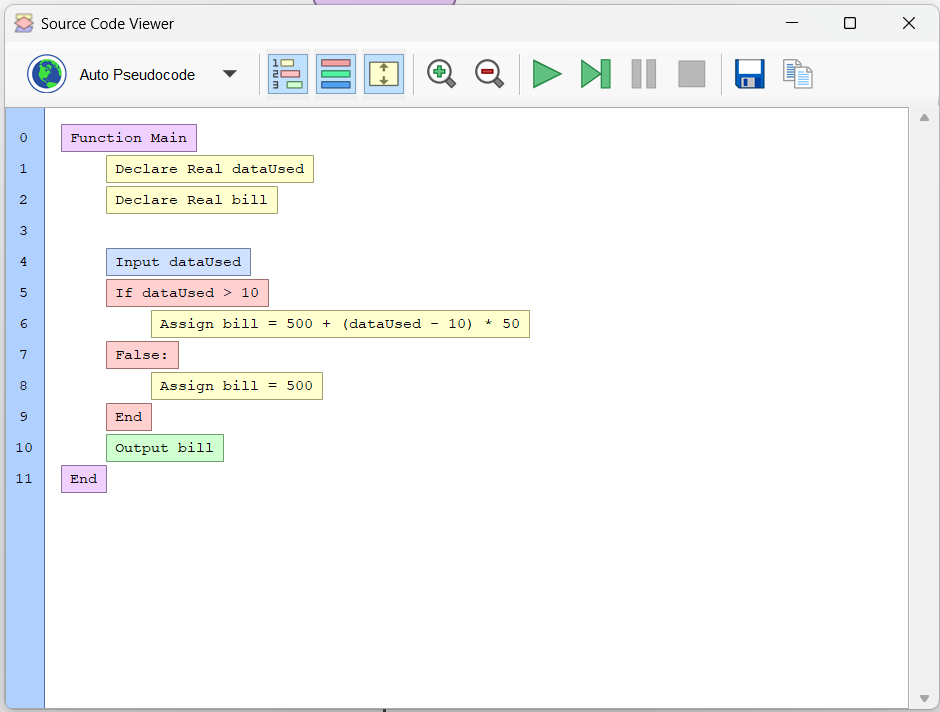 Source Code Viewer
Auto Pseudocode
0 Function Main
1 Declare Real dataUsed
2 Declare Real bill
3
4 Input dataUsed
5 If dataUsed > 10
6 Assign bill = 500 + (dataUsed - 10) * 50
7 False:
8 Assign bill = 500
9 End
10 Output bill
11 End